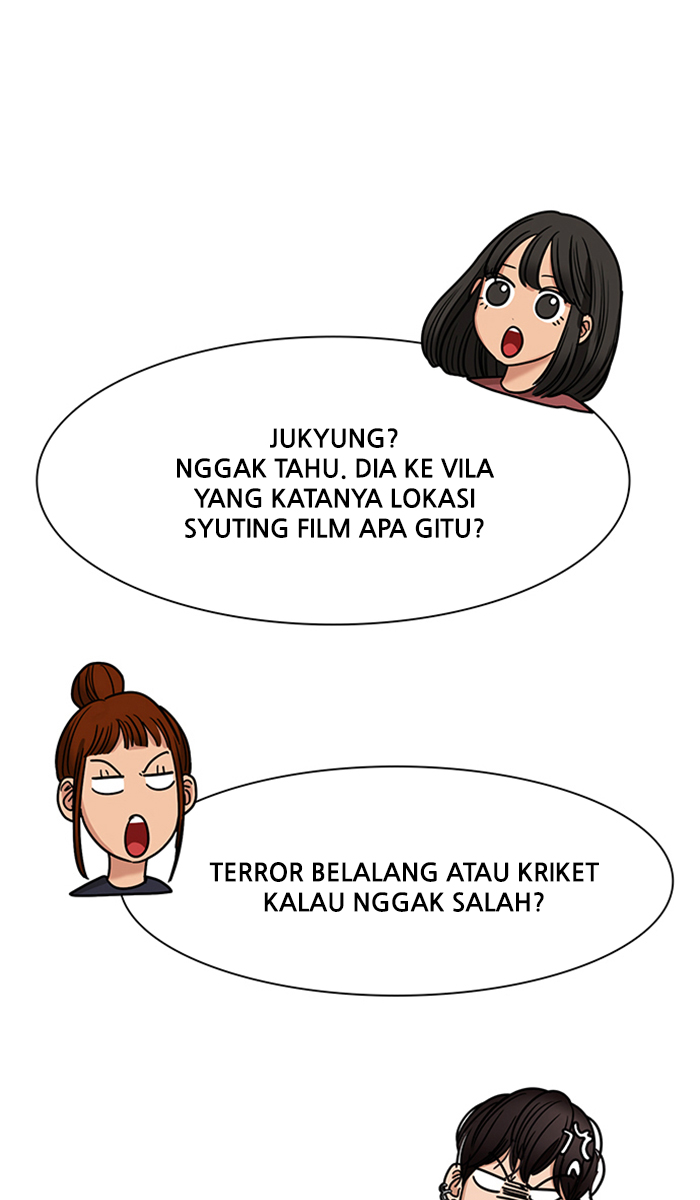 JUKYUNG?
NGGAK TAHU. DIA KE VILA
YANG KATANYA LOKASI
SYUTING FILM APA GITU?
TERROR BELALANG ATAU KRIKET
KALAU NGGAK SALAH?